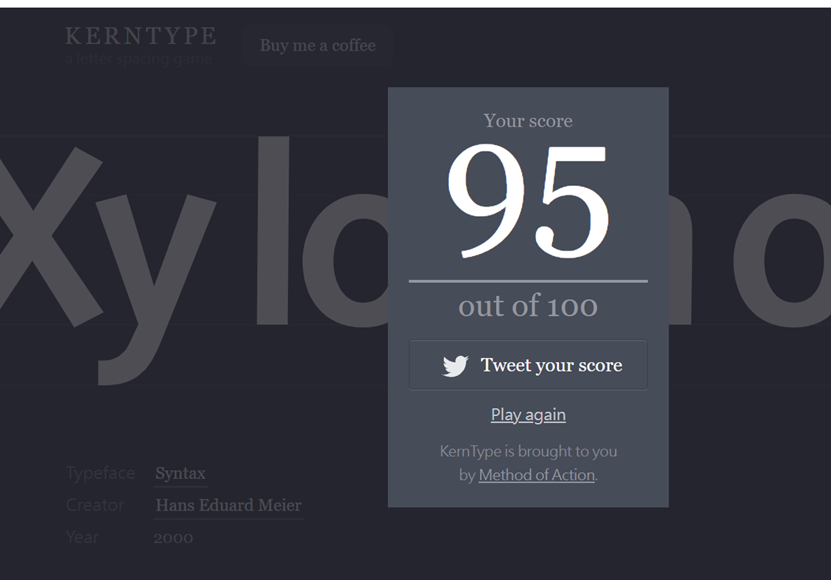 KERNTYPE
a letter spacing game
Buy me a coffee
Your score
95
out of 100
Tweet your score
Play again
KernType is brought to you
by Method of Action.
Xylo
no
Typeface Syntax
Creator Hans Eduard Meier
Year 2000